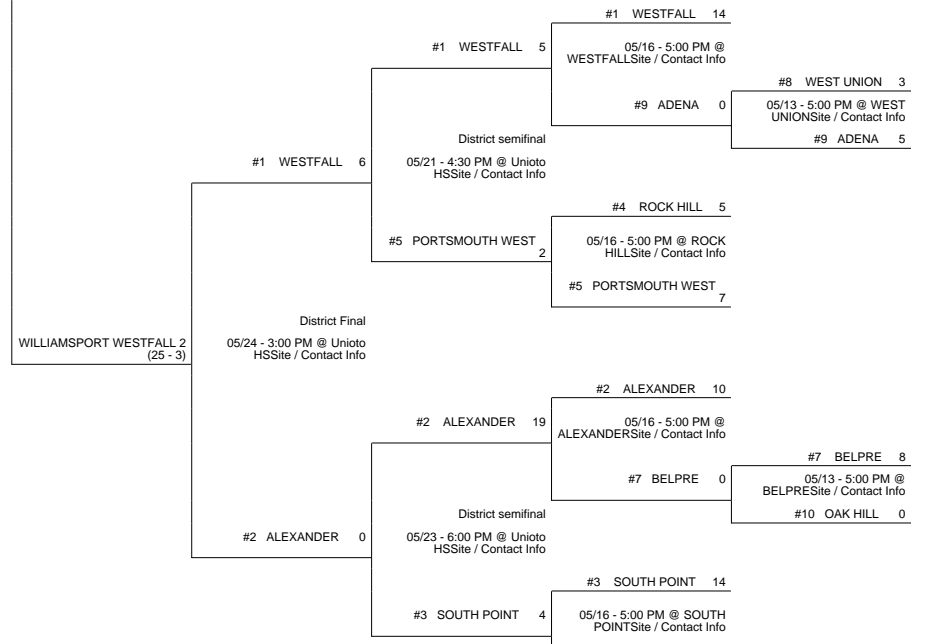 #1 WESTFALL 14
#1 WESTFALL 5
05/16 - 5:00 PM @
WESTFALLSite / Contact Info
#8 WEST UNION 3
#9 ADENA 0
05/13 - 5:00 PM @ WEST
UNIONSite / Contact Info
District semifinal
#9 ADENA 5
#1 WESTFALL 6
05/21 - 4:30 PM @ Unioto
HSSite / Contact Info
#4 ROCK HILL 5
#5 PORTSMOUTH WEST
2
05/16 - 5:00 PM @ ROCK
HILLSite / Contact Info
#5 PORTSMOUTH WEST
7
District Final
WILLIAMSPORT WESTFALL 2
(25 - 3)
05/24 - 3:00 PM @ Unioto
HSSite / Contact Info
#2 ALEXANDER 10
#2 ALEXANDER 19
05/16 - 5:00 PM @
ALEXANDERSite / Contact Info
#7 BELPRE 8
#7 BELPRE 0
05/13 - 5:00 PM @
BELPRESite / Contact Info
District semifinal
#10 OAK HILL 0
#2 ALEXANDER 0
05/23 - 6:00 PM @ Unioto
HSSite / Contact Info
#3 SOUTH POINT 14
#3 SOUTH POINT 4
05/16 - 5:00 PM @ SOUTH
POINTSite / Contact Info